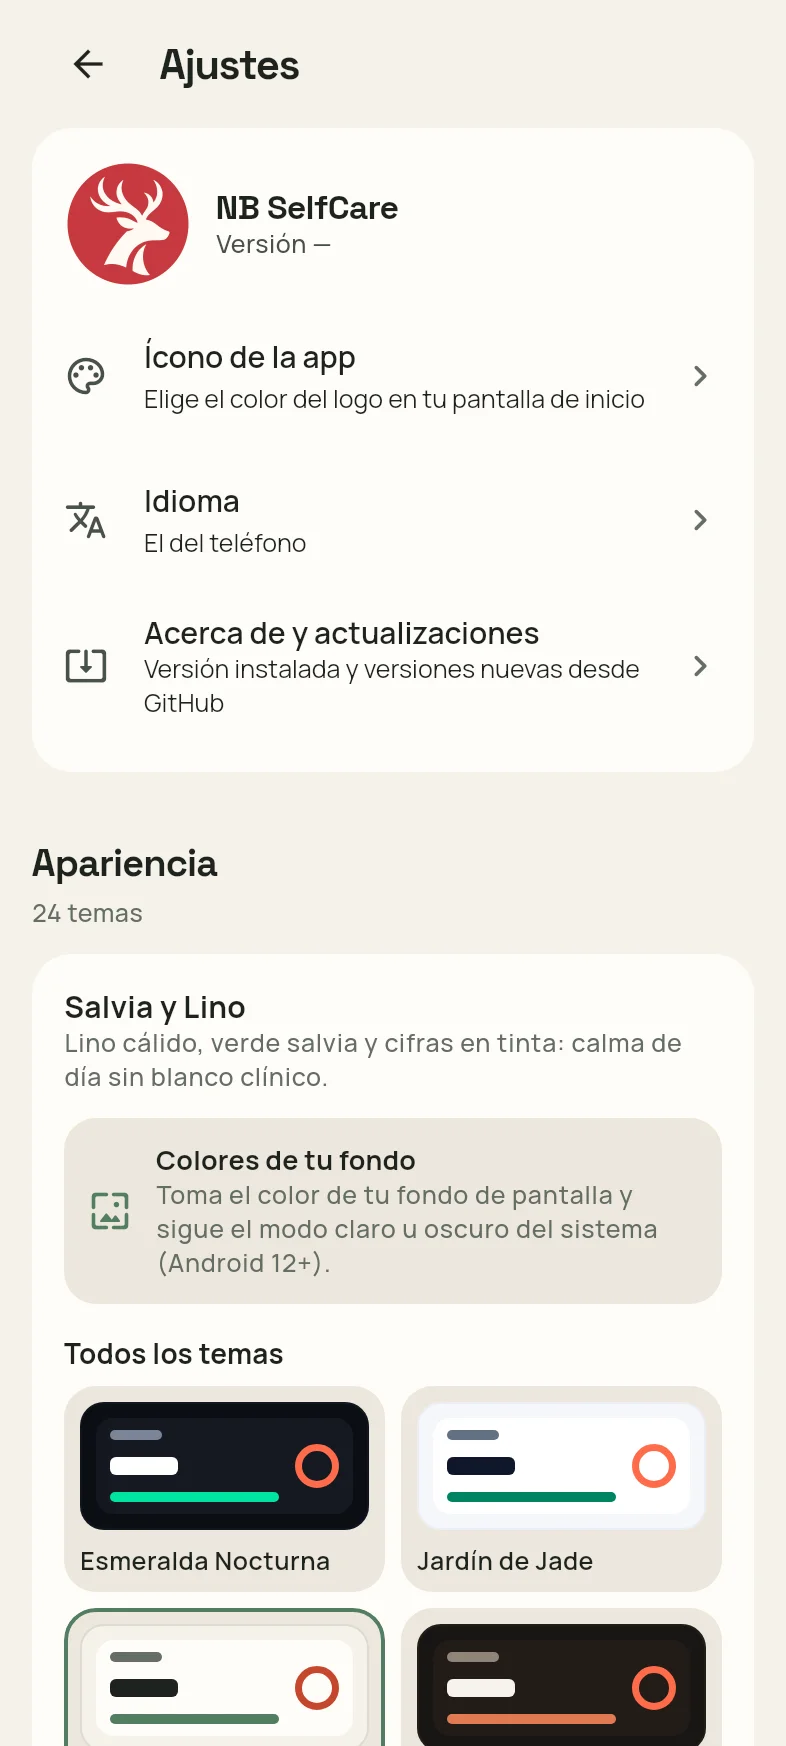 Ajustes
NB SelfCare
Versión —
Ícono de la app
Elige el color del logo en tu pantalla de inicio
Idioma
El del teléfono
Acerca de y actualizaciones
Versión instalada y versiones nuevas desde
GitHub
Apariencia
24 temas
Salvia y Lino
Lino cálido, verde salvia y cifras en tinta: calma de
día sin blanco clínico.
Colores de tu fondo
Toma el color de tu fondo de pantalla y
sigue el modo claro u oscuro del sistema
(Android 12+).
Todos los temas
Esmeralda Nocturna
Jardín de Jade